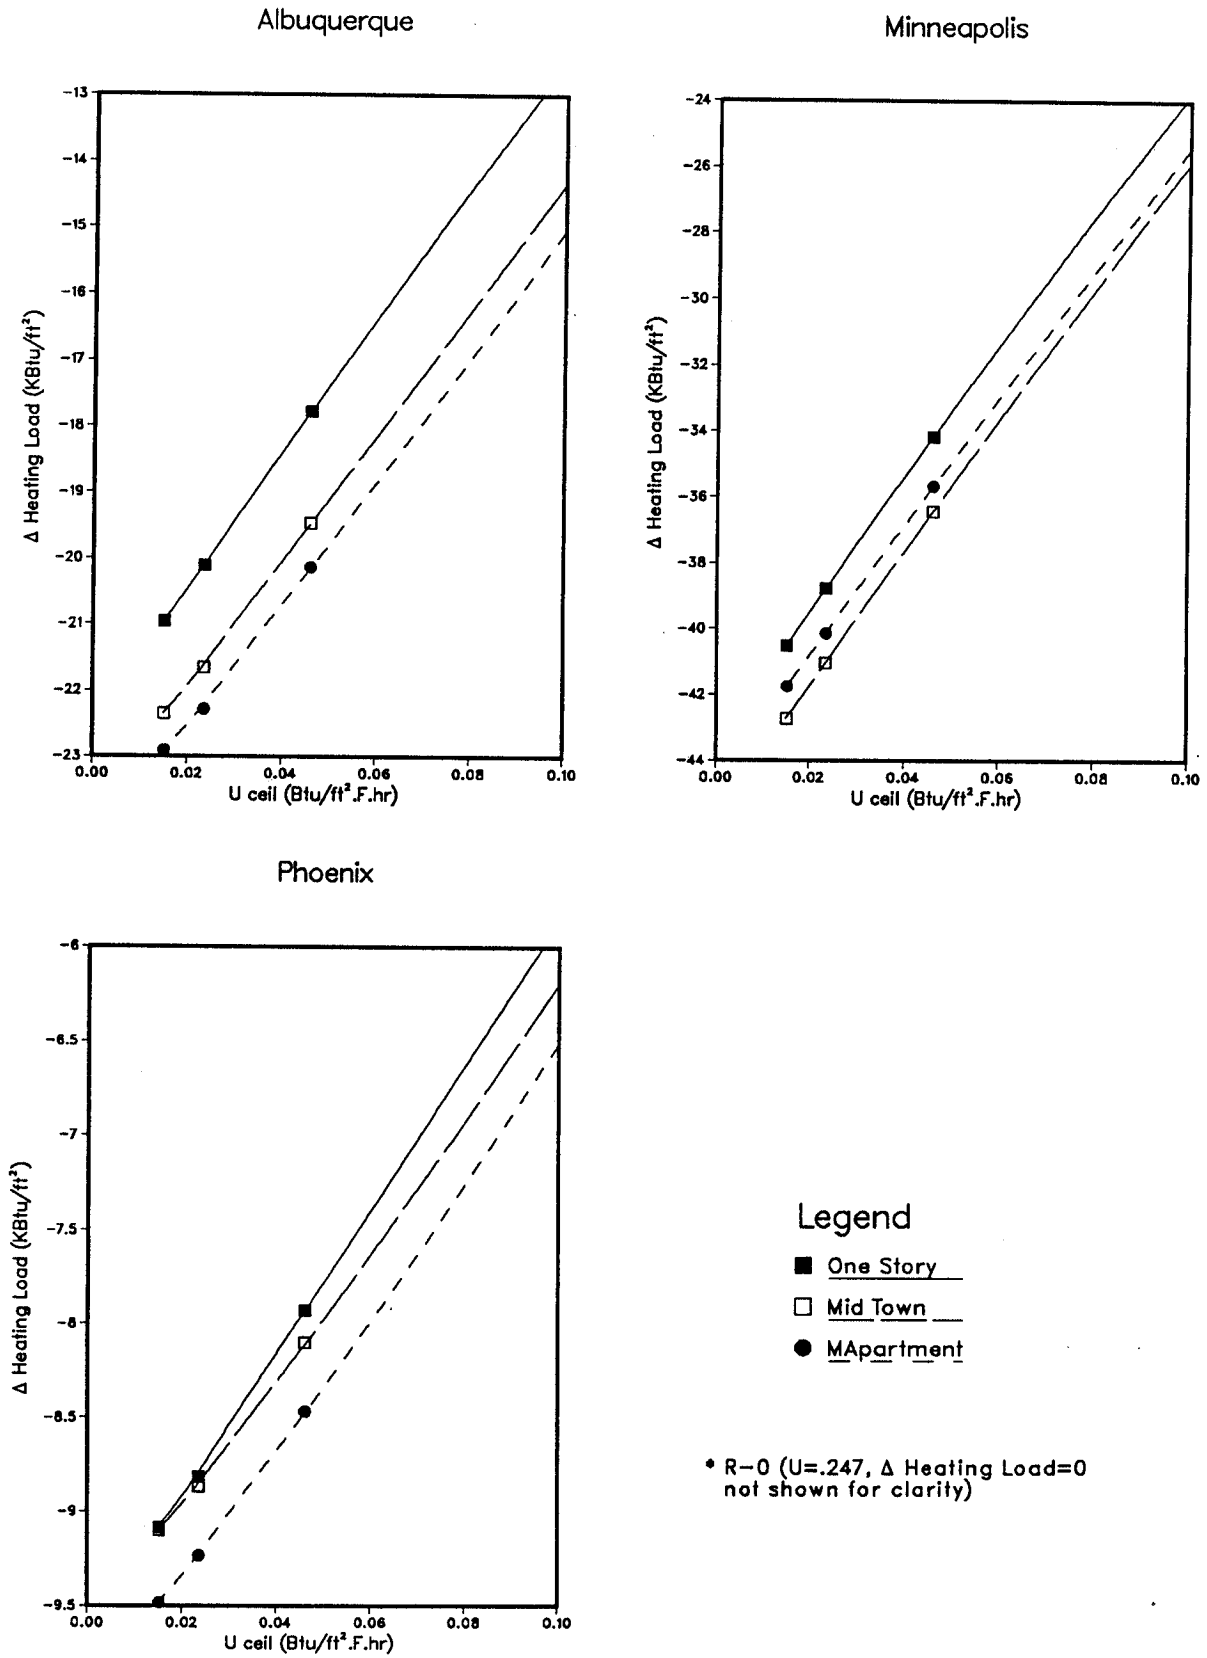 Albuquerque
-13
-14
-15
-16
-17
-18
-19
-20
-21
-22
-23
0.00 0.02 0.04 0.06 0.08 0.10
Δ Heating Load (KBtu/ft²)
U ceil (Btu/ft².F.hr)
Minneapolis
-24
-26
-28
-30
-32
-34
-36
-38
-40
-42
-44
0.00 0.02 0.04 0.06 0.08 0.10
Δ Heating Load (KBtu/ft²)
U ceil (Btu/ft².F.hr)
Phoenix
-6
-6.5
-7
-7.5
-8
-8.5
-9
-9.5
0.00 0.02 0.04 0.06 0.08 0.10
Δ Heating Load (KBtu/ft²)
U ceil (Btu/ft².F.hr)
Legend
One Story
Mid Town
MApartment
* R-0 (U=.247, Δ Heating Load=0
not shown for clarity)